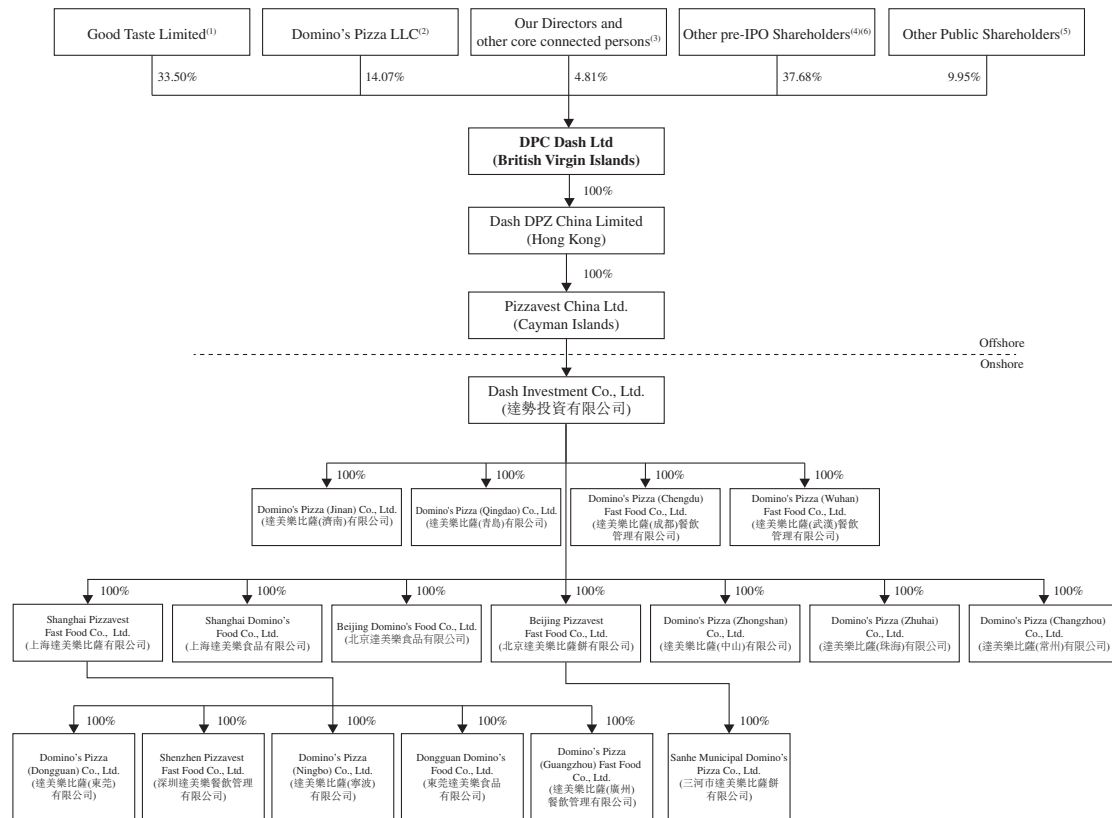 Good Taste Limited(1)
Domino's Pizza LLC(2)
Our Directors and
other core connected persons(3)
Other pre-IPO Shareholders(4)(6)
Other Public Shareholders(5)
33.50%
14.07%
4.81%
37.68%
9.95%
DPC Dash Ltd
(British Virgin Islands)
100%
Dash DPZ China Limited
(Hong Kong)
100%
Pizzavest China Ltd.
(Cayman Islands)
Offshore
Onshore
Dash Investment Co., Ltd.
(達勢投資有限公司)
100%
100%
100%
100%
Domino's Pizza (Jinan) Co., Ltd.
(達美樂比薩(濟南)有限公司)
Domino's Pizza (Qingdao) Co., Ltd.
(達美樂比薩(青島)有限公司)
Domino's Pizza (Chengdu)
Fast Food Co., Ltd.
(達美樂比薩(成都)餐飲
管理有限公司)
Domino's Pizza (Wuhan)
Fast Food Co., Ltd.
(達美樂比薩(武漢)餐飲
管理有限公司)
100%
100%
100%
100%
100%
100%
100%
Shanghai Pizzavest
Fast Food Co., Ltd.
(上海達美樂比薩有限公司)
Shanghai Domino's
Food Co., Ltd.
(上海達美樂食品有限公司)
Beijing Domino's Food Co., Ltd.
(北京達美樂食品有限公司)
Beijing Pizzavest
Fast Food Co., Ltd.
(北京達美樂比薩餅有限公司)
Domino's Pizza (Zhongshan)
Co., Ltd.
(達美樂比薩(中山)有限公司)
Domino's Pizza (Zhuhai)
Co., Ltd.
(達美樂比薩(珠海)有限公司)
Domino's Pizza (Changzhou)
Co., Ltd.
(達美樂比薩(常州)有限公司)
100%
100%
100%
100%
100%
100%
Domino's Pizza
(Dongguan) Co., Ltd.
(達美樂比薩(東莞)
有限公司)
Shenzhen Pizzavest
Fast Food Co., Ltd.
(深圳達美樂餐飲管理
有限公司)
Domino's Pizza
(Ningbo) Co., Ltd.
(達美樂比薩(寧波)
有限公司)
Dongguan Domino's
Food Co., Ltd.
(東莞達美樂食品
有限公司)
Domino's Pizza
(Guangzhou) Fast Food
Co., Ltd.
(達美樂比薩(廣州)
餐飲管理有限公司)
Sanhe Municipal Domino's
Pizza Co., Ltd.
(三河市達美樂比薩餅
有限公司)